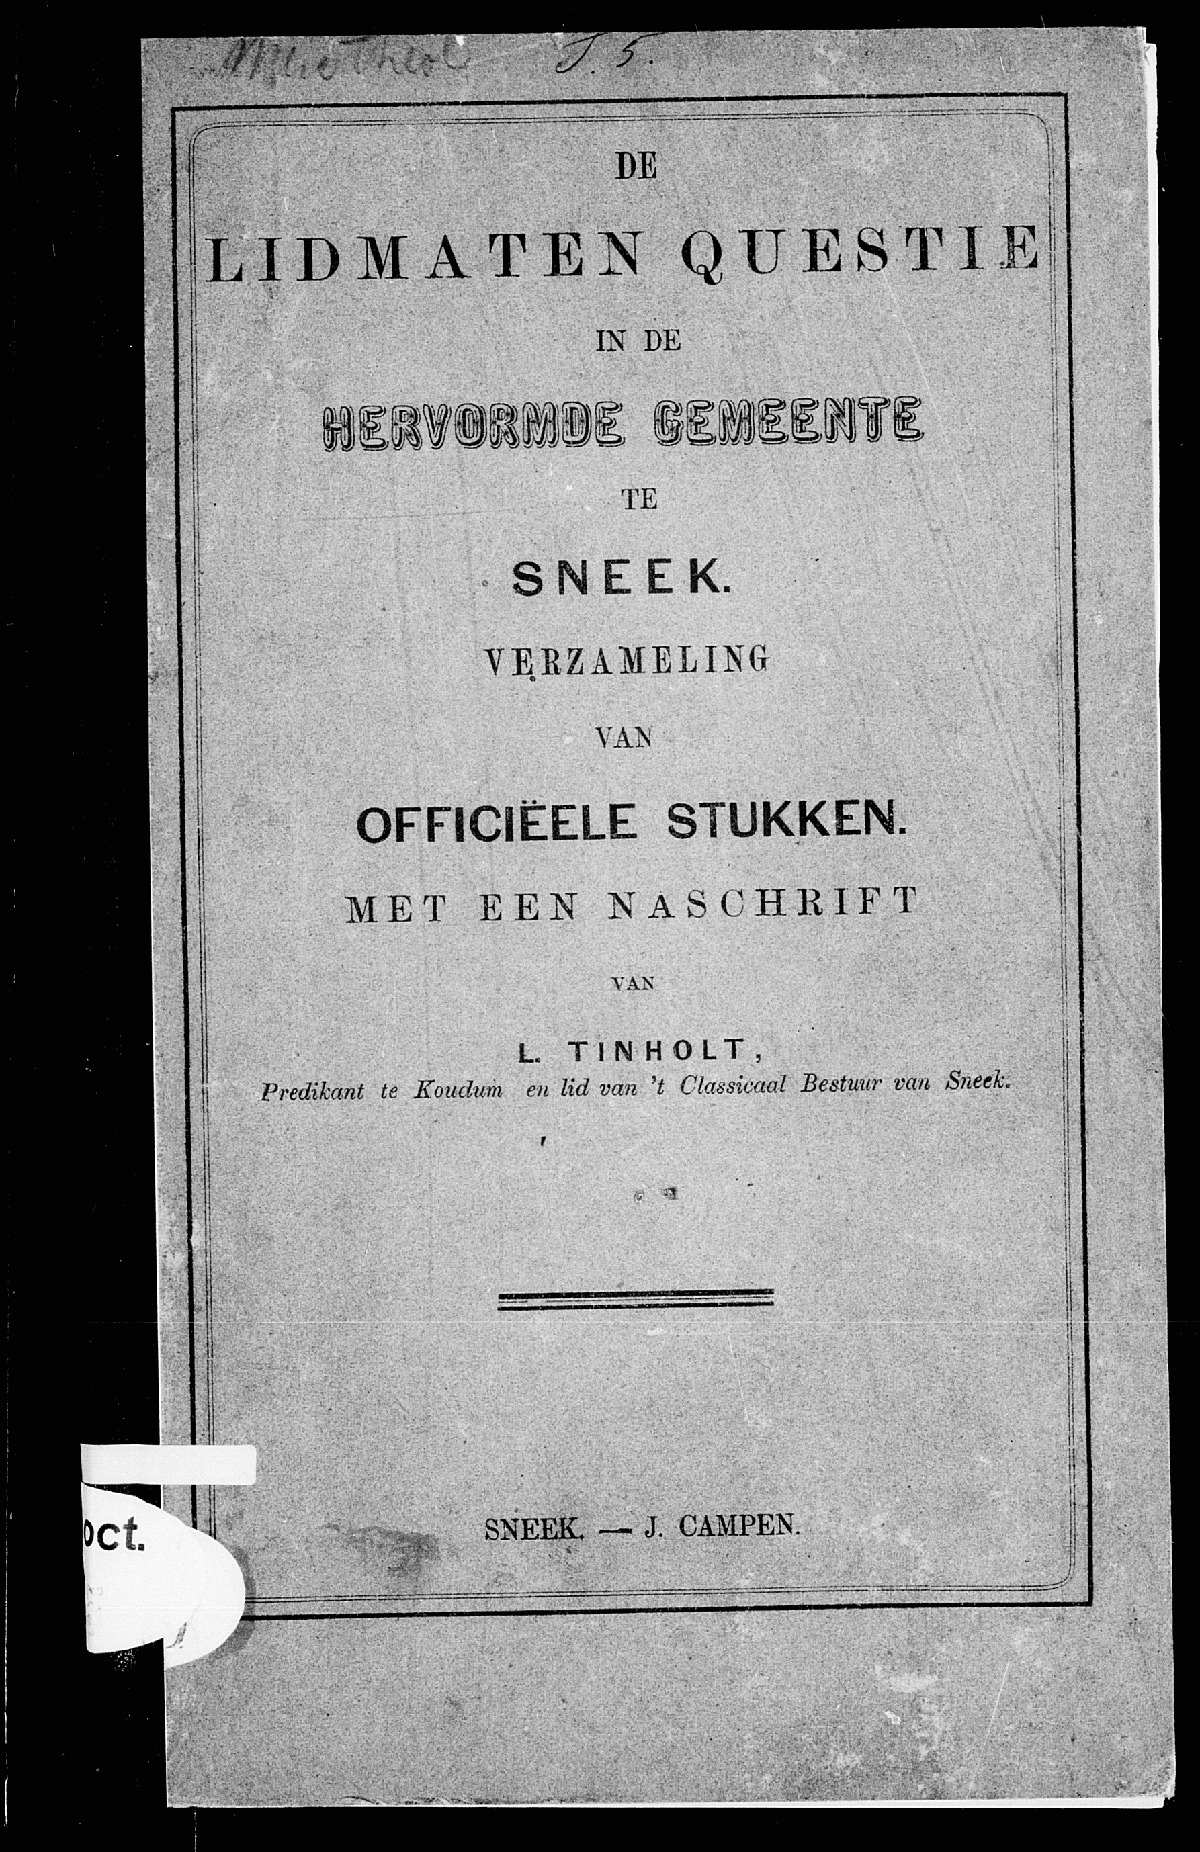 J. 5.
DE
LIDMATEN QUESTIE
IN DE
HERVORMDE GEMEENTE
TE
SNEEK.
VERZAMELING
VAN
OFFICIËELE STUKKEN.
MET EEN NASCHRIFT
VAN
L. TINHOLT,
Predikant te Koudum en lid van 't Classicaal Bestuur van Sneek.
SNEEK. — J. CAMPEN.
oct.